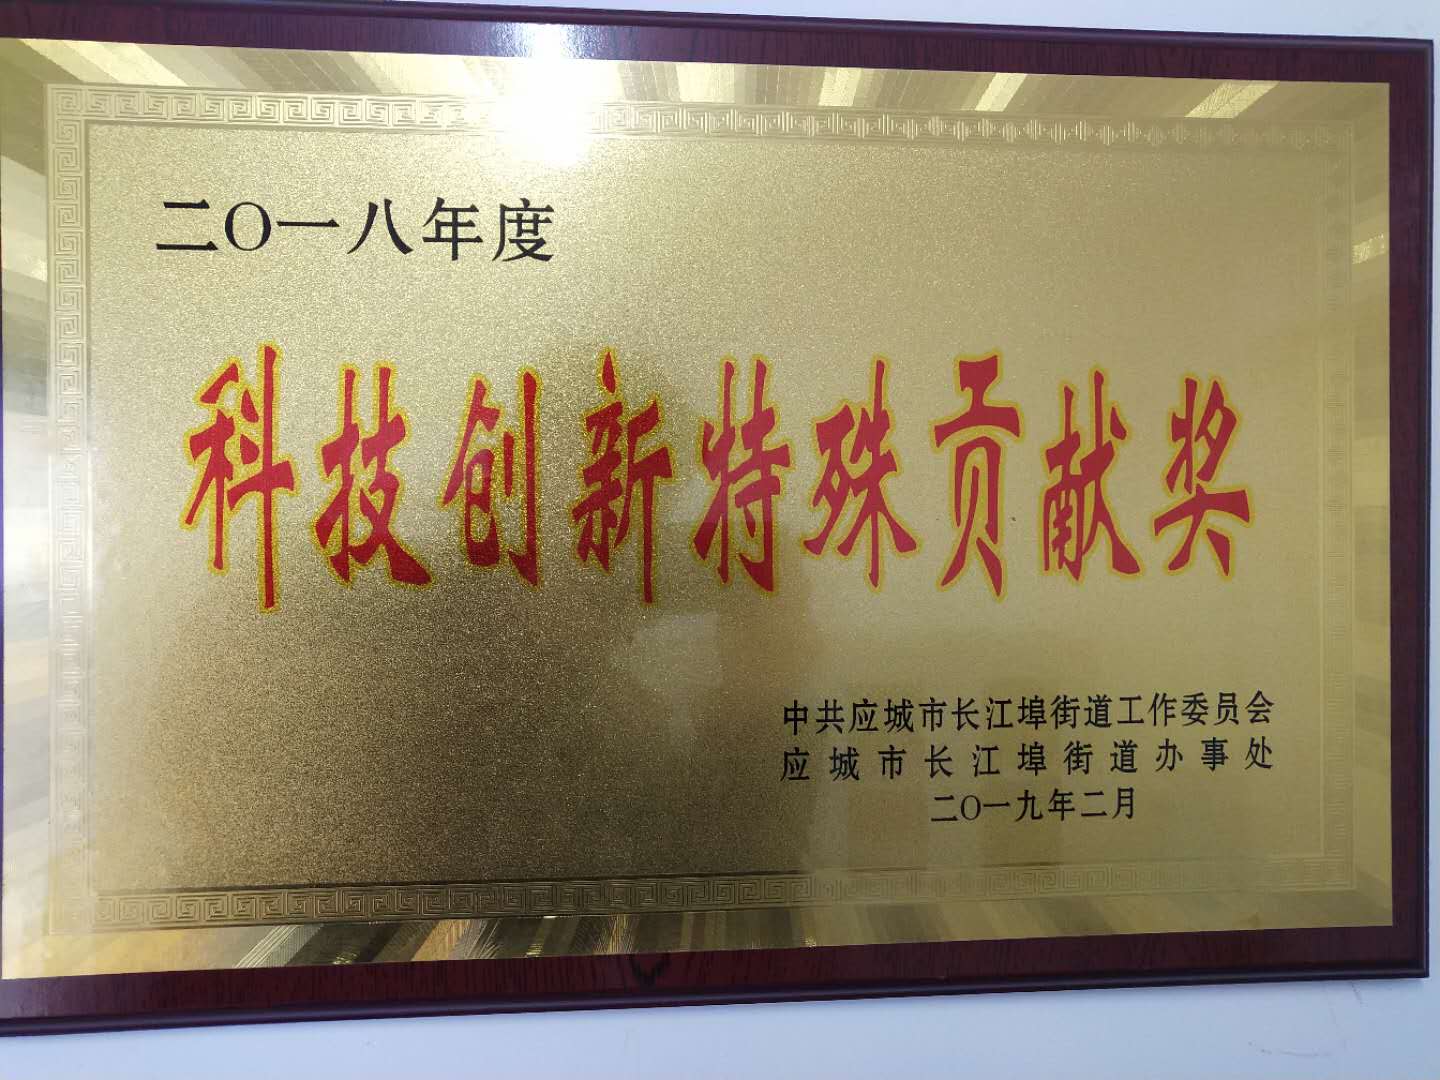 二〇一八年度
科技创新特殊贡献奖
中共应城市长江埠街道工作委员会
应城市长江埠街道办事处
二〇一九年二月